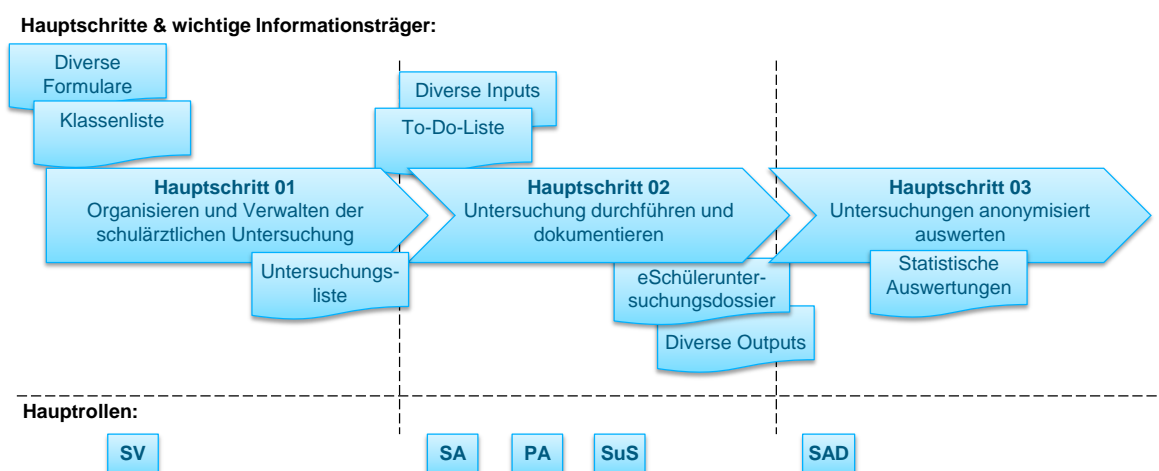 Hauptschritte & wichtige Informationsträger:
Diverse
Formulare
Klassenliste
Diverse Inputs
To-Do-Liste
Hauptschritt 01
Organisieren und Verwalten der
schulärztlichen Untersuchung
Hauptschritt 02
Untersuchung durchführen und
dokumentieren
Hauptschritt 03
Untersuchungen anonymisiert
auswerten
Untersuchungs-
liste
eSchülerunter-
suchungsdossier
Diverse Outputs
Statistische
Auswertungen
Hauptrollen:
SV
SA
PA
SuS
SAD